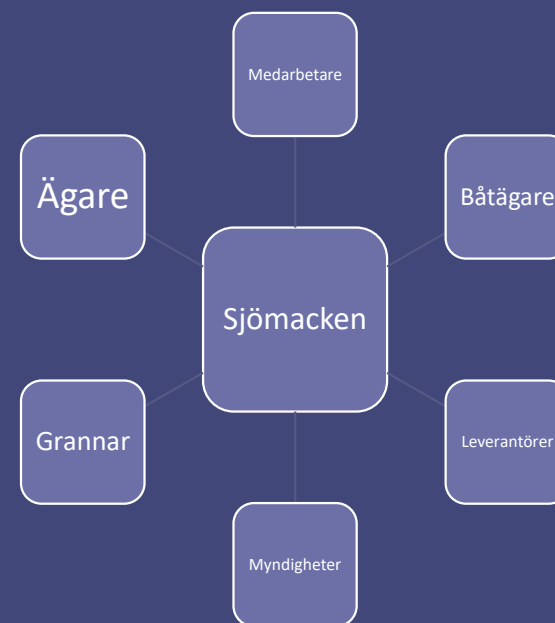 Medarbetare
Ägare
Båtägare
Sjömacken
Grannar
Leverantörer
Myndigheter